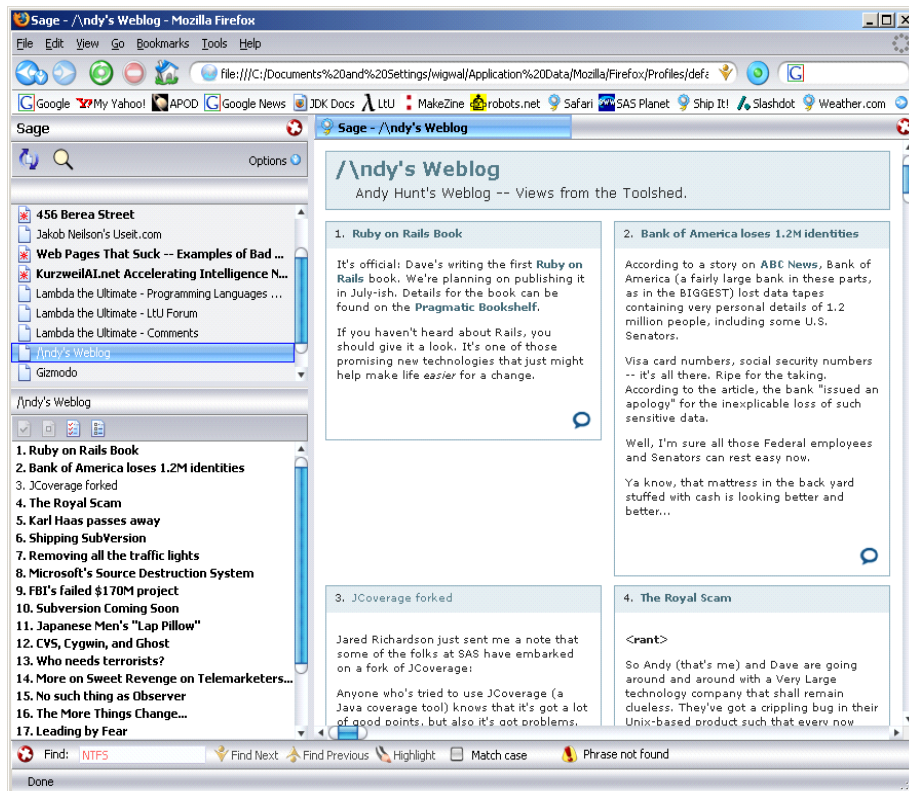 Sage - /\ndy's Weblog - Mozilla Firefox
File Edit View Go Bookmarks Tools Help
file:///C:/Documents%20and%20Settings/wigwal/Application%20Data/Mozilla/Firefox/Profiles/defa
G
Google My Yahoo! APOD Google News JDK Docs LtU MakeZine robots.net Safari SAS Planet Ship It! Slashdot Weather.com
Sage
Options
456 Berea Street
Jakob Neilson's Useit.com
Web Pages That Suck -- Examples of Bad ...
KurzweilAI.net Accelerating Intelligence N...
Lambda the Ultimate - Programming Languages ...
Lambda the Ultimate - LtU Forum
Lambda the Ultimate - Comments
/\ndy's Weblog
Gizmodo
/\ndy's Weblog
1. Ruby on Rails Book
2. Bank of America loses 1.2M identities
3. JCoverage forked
4. The Royal Scam
5. Karl Haas passes away
6. Shipping SubVersion
7. Removing all the traffic lights
8. Microsoft's Source Destruction System
9. FBI's failed $170M project
10. Subversion Coming Soon
11. Japanese Men's "Lap Pillow"
12. CVS, Cygwin, and Ghost
13. Who needs terrorists?
14. More on Sweet Revenge on Telemarketers...
15. No such thing as Observer
16. The More Things Change...
17. Leading by Fear
Sage - /\ndy's Weblog
/\ndy's Weblog
Andy Hunt's Weblog -- Views from the Toolshed.
1. Ruby on Rails Book
It's official: Dave's writing the first Ruby on
Rails book. We're planning on publishing it
in July-ish. Details for the book can be
found on the Pragmatic Bookshelf.
If you haven't heard about Rails, you
should give it a look. It's one of those
promising new technologies that just might
help make life easier for a change.
2. Bank of America loses 1.2M identities
According to a story on ABC News, Bank of
America (a fairly large bank in these parts,
as in the BIGGEST) lost data tapes
containing very personal details of 1.2
million people, including some U.S.
Senators.
Visa card numbers, social security numbers
-- it's all there. Ripe for the taking.
According to the article, the bank "issued an
apology" for the inexplicable loss of such
sensitive data.
Well, I'm sure all those Federal employees
and Senators can rest easy now.
Ya know, that mattress in the back yard
stuffed with cash is looking better and
better...
3. JCoverage forked
Jared Richardson just sent me a note that
some of the folks at SAS have embarked
on a fork of JCoverage:
Anyone who's tried to use JCoverage (a
Java coverage tool) knows that it's got a lot
of good points, but also it's got problems.
4. The Royal Scam
<rant>
So Andy (that's me) and Dave are going
around and around with a Very Large
technology company that shall remain
clueless. They've got a crippling bug in their
Unix-based product such that every now
Find: NTFS Find Next Find Previous Highlight Match case Phrase not found
Done